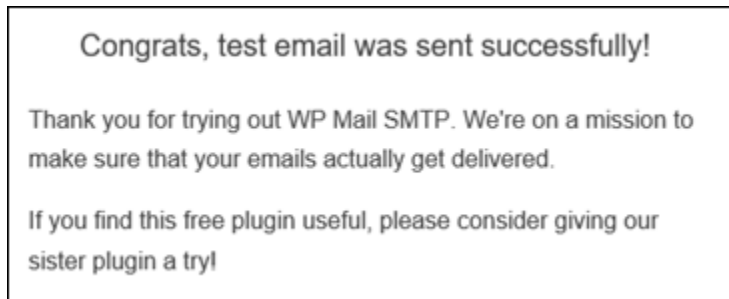 Congrats, test email was sent successfully!
Thank you for trying out WP Mail SMTP. We're on a mission to
make sure that your emails actually get delivered.
If you find this free plugin useful, please consider giving our
sister plugin a try!